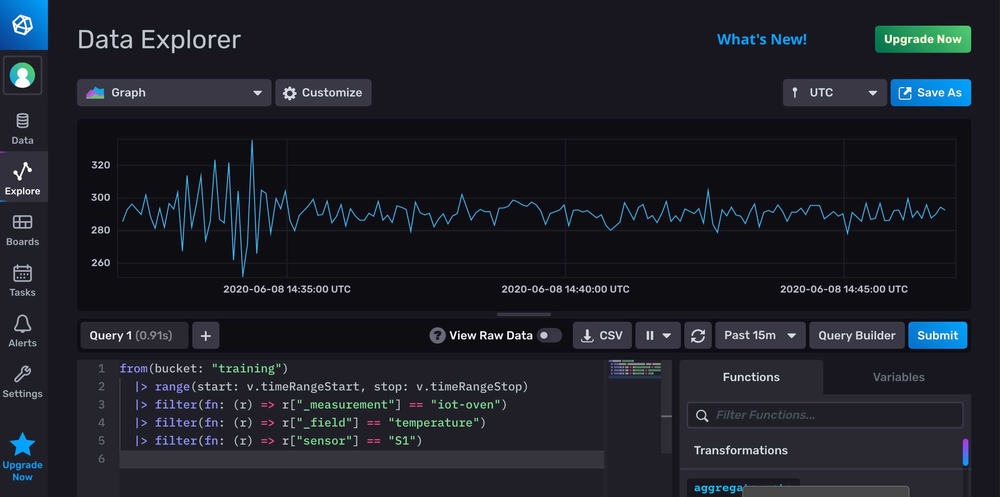 Data Explorer
What's New!
Upgrade Now
Graph
Customize
UTC
Save As
Data
Explore
Boards
Tasks
Alerts
Settings
Upgrade
Now
320
300
280
260
2020-06-08 14:35:00 UTC
2020-06-08 14:40:00 UTC
2020-06-08 14:45:00 UTC
Query 1 (0.91s)
+
? View Raw Data
CSV
Past 15m
Query Builder
Submit
1 from(bucket: "training")
2 |> range(start: v.timeRangeStart, stop: v.timeRangeStop)
3 |> filter(fn: (r) => r["_measurement"] == "iot-oven")
4 |> filter(fn: (r) => r["_field"] == "temperature")
5 |> filter(fn: (r) => r["sensor"] == "S1")
6
Functions
Variables
Filter Functions...
Transformations